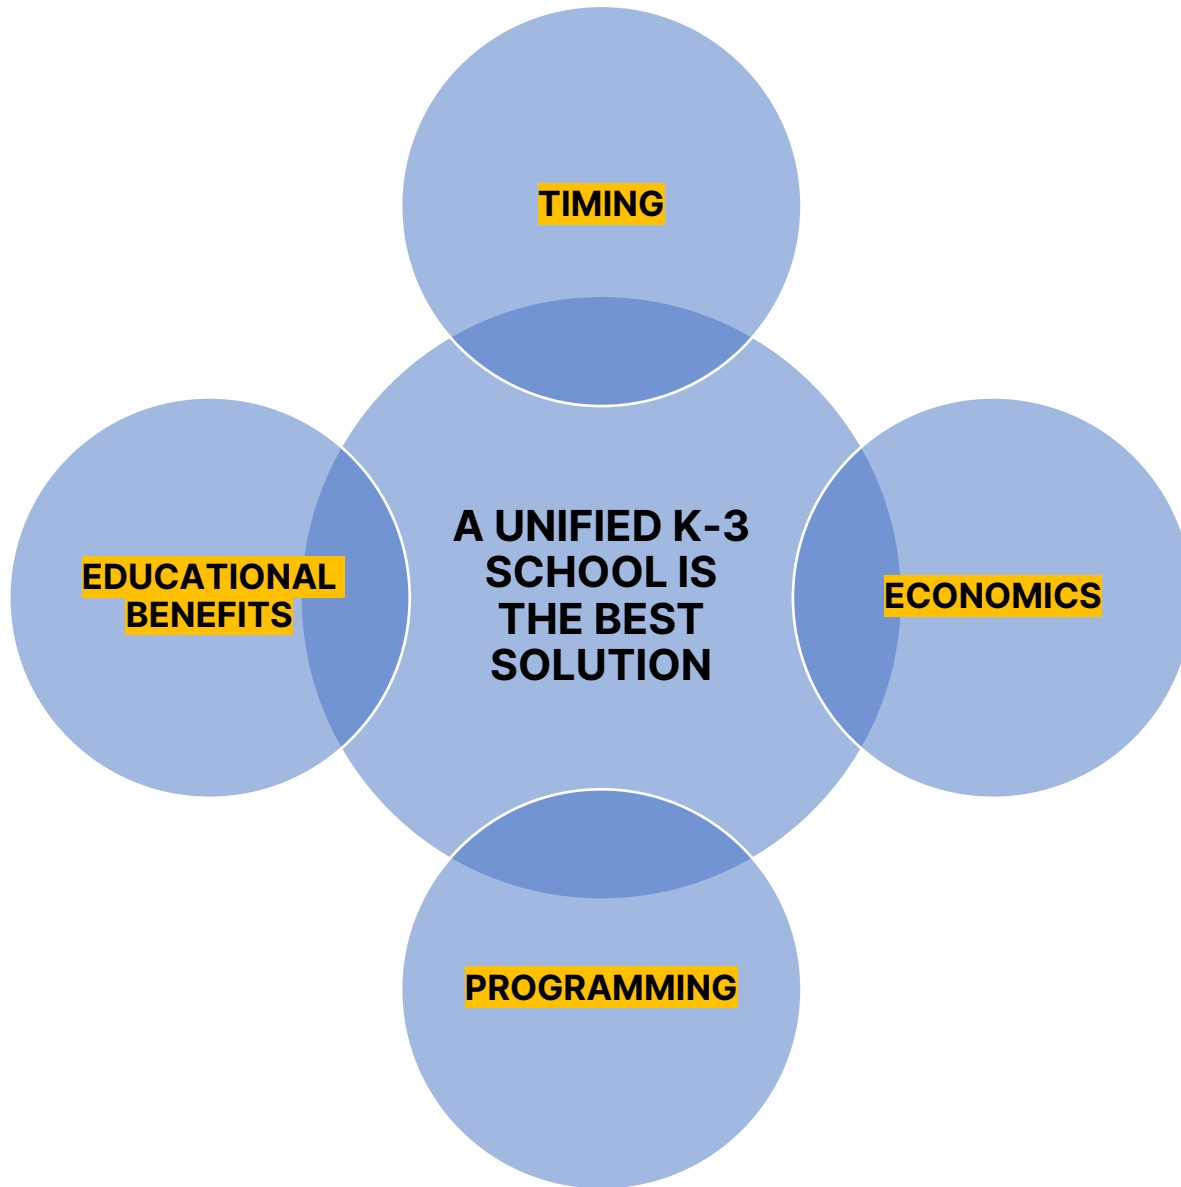 TIMING
A UNIFIED K-3
SCHOOL IS
THE BEST
SOLUTION
EDUCATIONAL
BENEFITS
ECONOMICS
PROGRAMMING